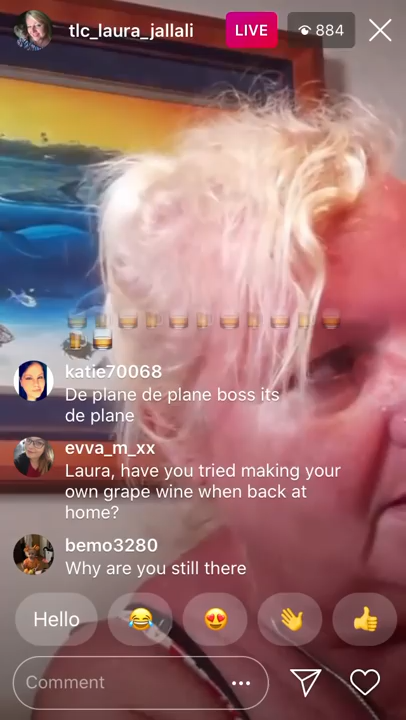 tlc_laura_jallali
LIVE
884
katie70068
De plane de plane boss its
de plane
evva_m_xx
Laura, have you tried making your
own grape wine when back at
home?
bemo3280
Why are you still there
Hello
Comment